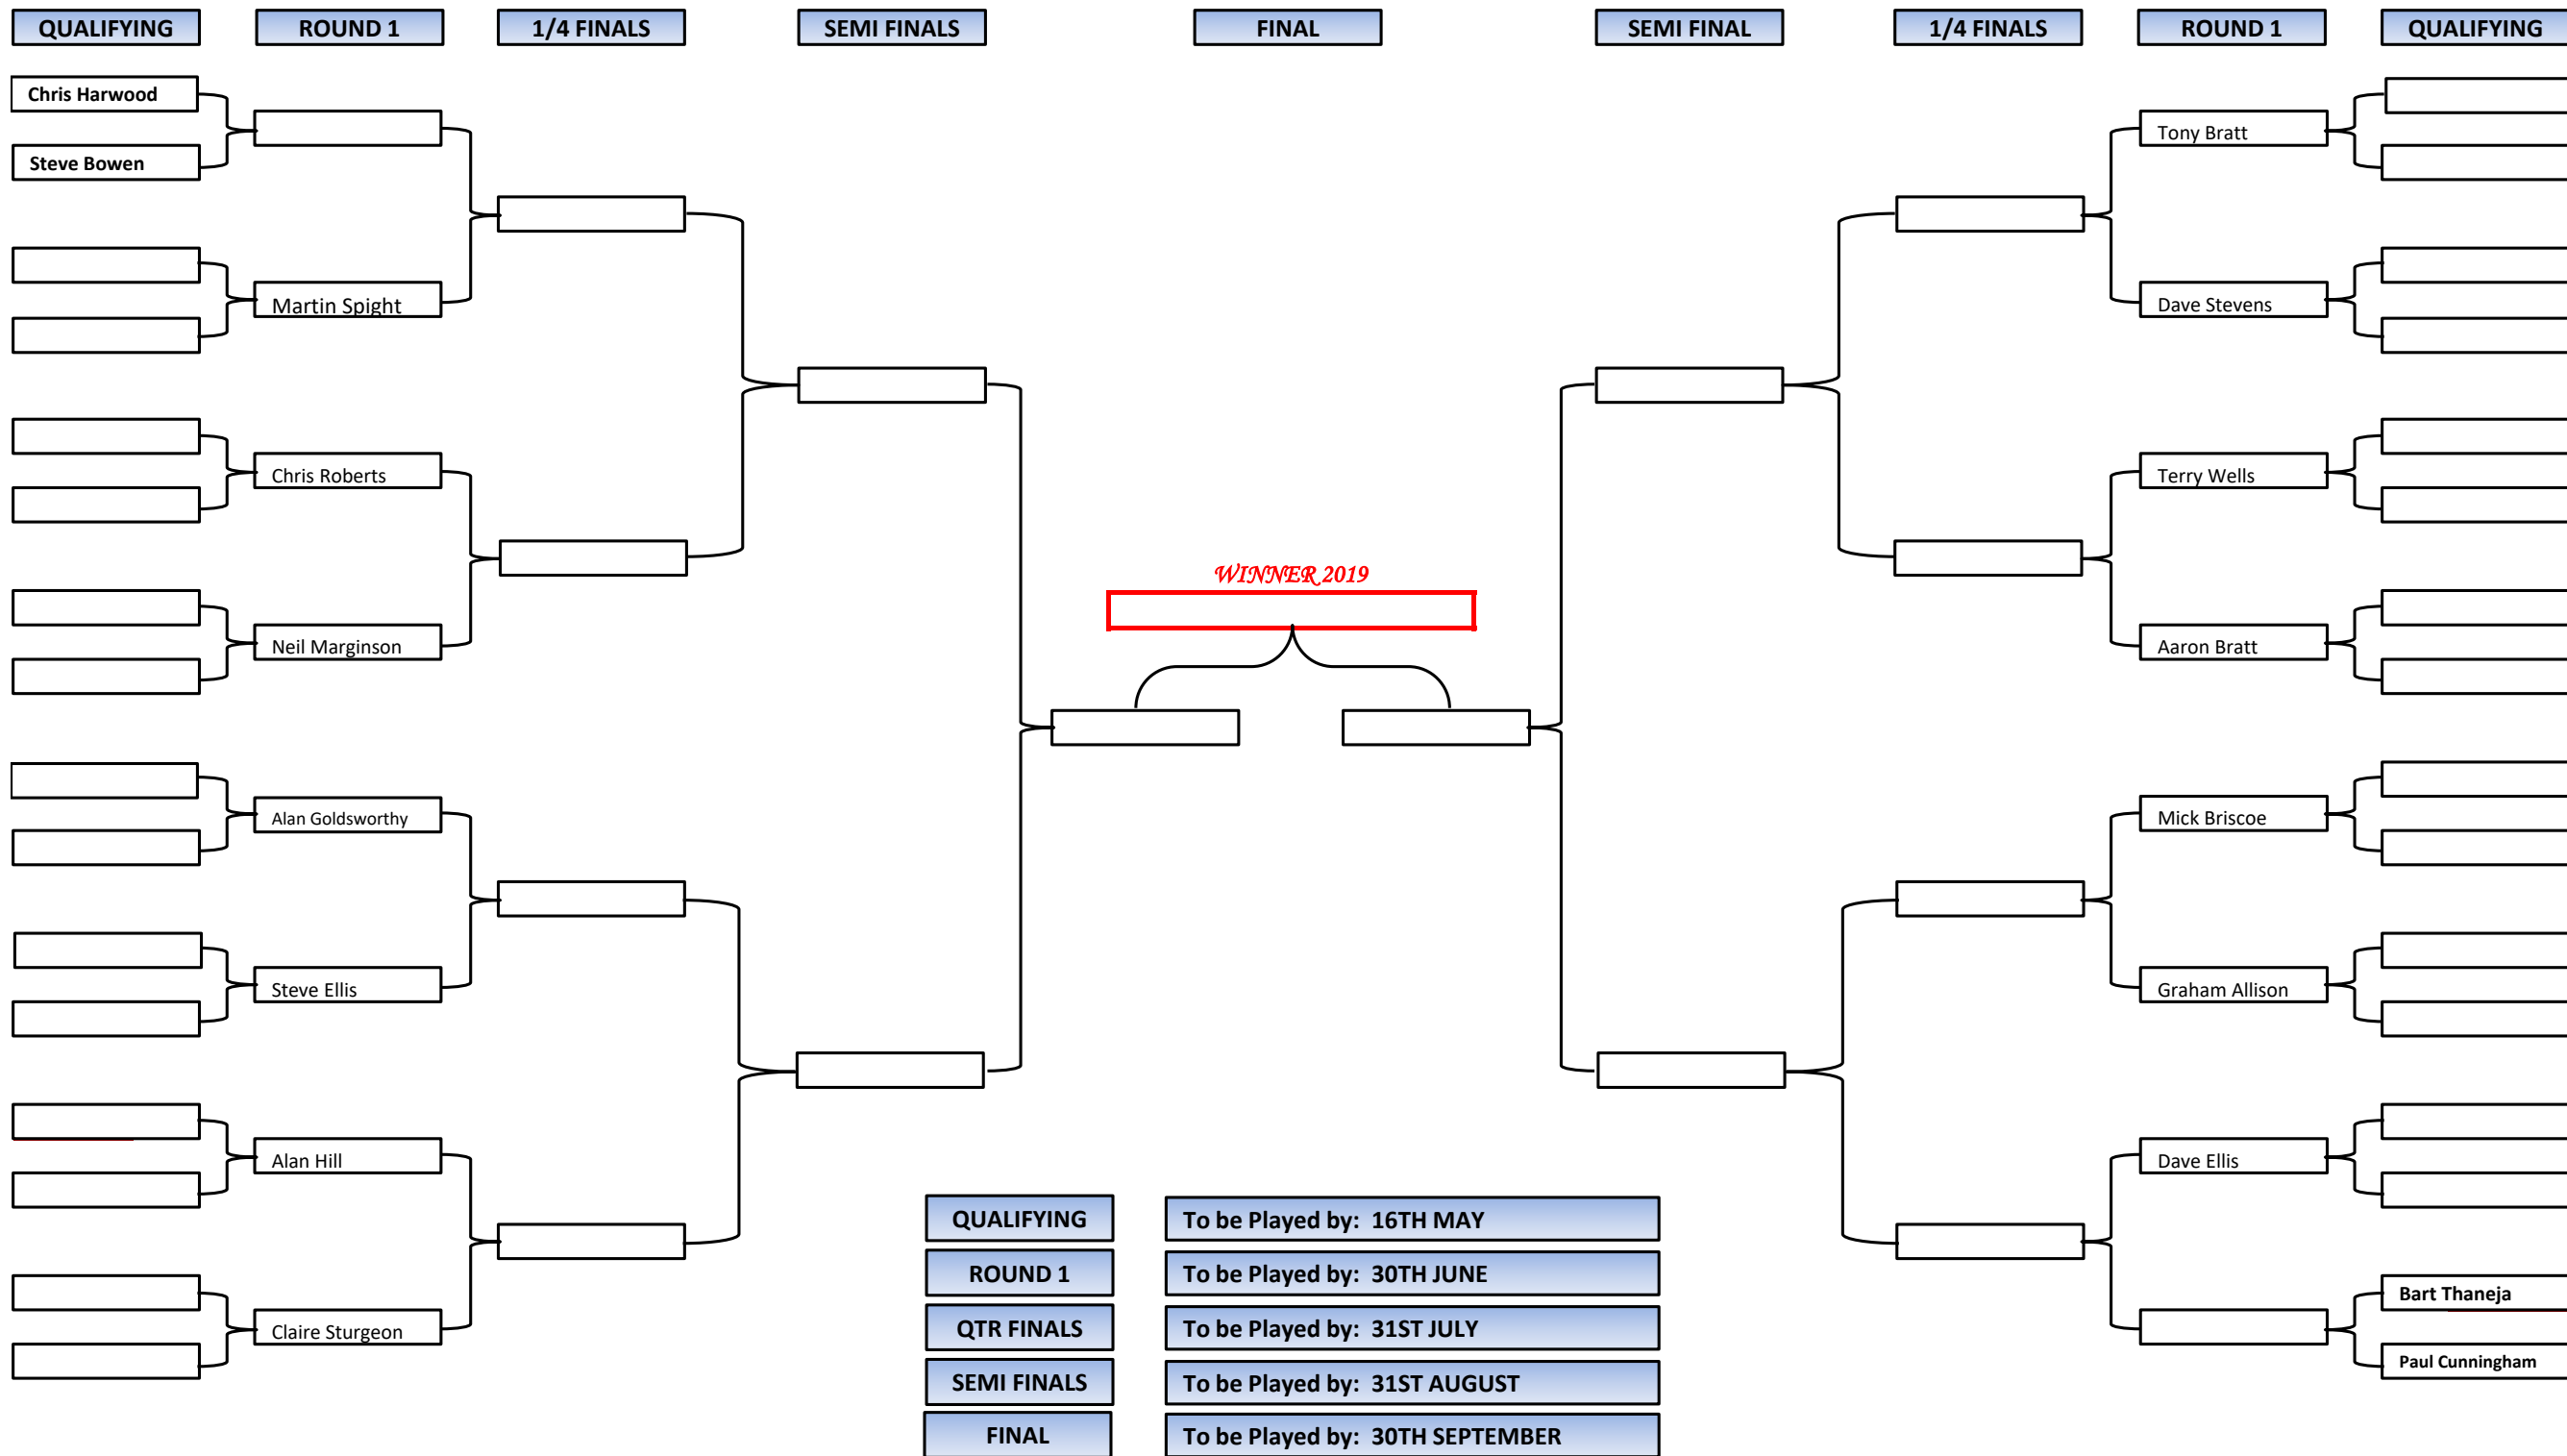 QUALIFYING
ROUND 1
1/4 FINALS
SEMI FINALS
FINAL
SEMI FINAL
1/4 FINALS
ROUND 1
QUALIFYING
Chris Harwood
Steve Bowen
Martin Spight
Chris Roberts
Neil Marginson
Alan Goldsworthy
Steve Ellis
Alan Hill
Claire Sturgeon
WINNER 2019
Tony Bratt
Dave Stevens
Terry Wells
Aaron Bratt
Mick Briscoe
Graham Allison
Dave Ellis
Bart Thaneja
Paul Cunningham
QUALIFYING To be Played by: 16TH MAY
ROUND 1 To be Played by: 30TH JUNE
QTR FINALS To be Played by: 31ST JULY
SEMI FINALS To be Played by: 31ST AUGUST
FINAL To be Played by: 30TH SEPTEMBER